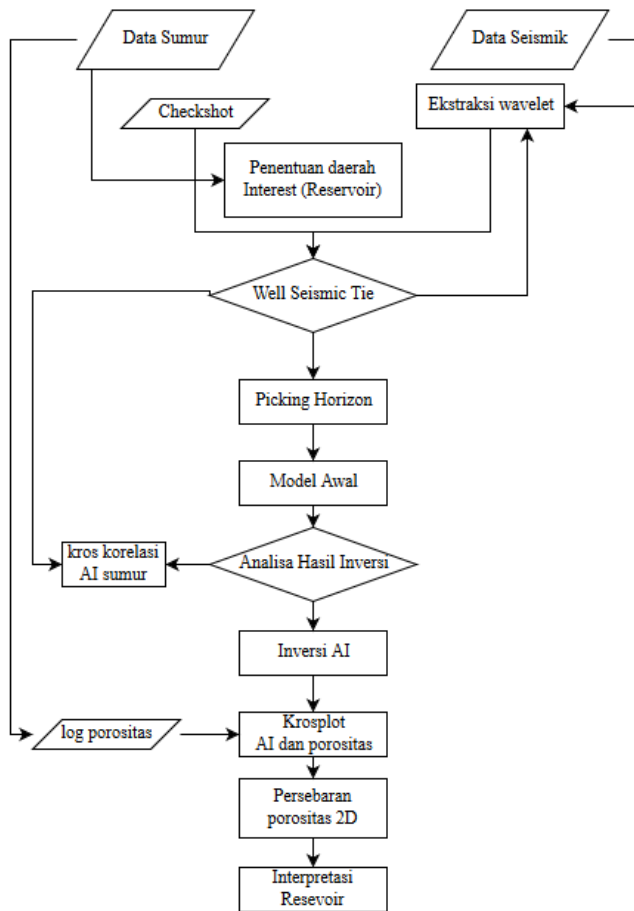 Data Sumur
Data Seismik
Checkshot
Ekstraksi wavelet
Penentuan daerah
Interest (Reservoir)
Well Seismic Tie
Picking Horizon
Model Awal
kros korelasi
AI sumur
Analisa Hasil Inversi
Inversi AI
log porositas
Krosplot
AI dan porositas
Persebaran
porositas 2D
Interpretasi
Resevoir